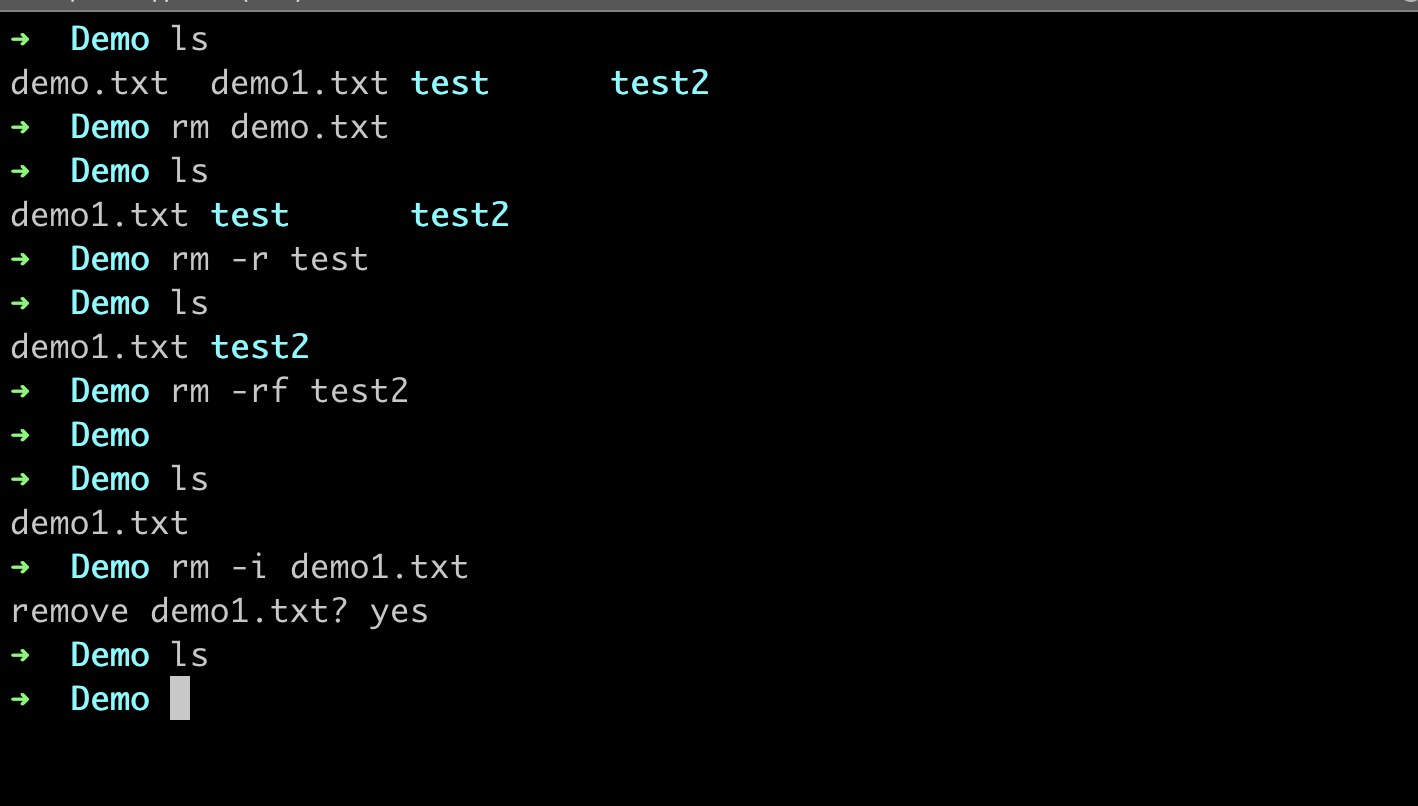 ➜  Demo ls
demo.txt  demo1.txt test      test2
➜  Demo rm demo.txt
➜  Demo ls
demo1.txt test      test2
➜  Demo rm -r test
➜  Demo ls
demo1.txt test2
➜  Demo rm -rf test2
➜  Demo
➜  Demo ls
demo1.txt
➜  Demo rm -i demo1.txt
remove demo1.txt? yes
➜  Demo ls
➜  Demo